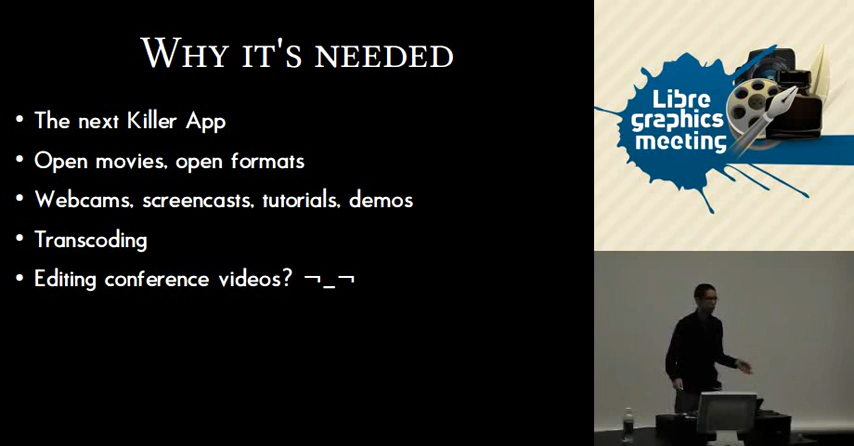 Why it's needed
• The next Killer App
• Open movies, open formats
• Webcams, screencasts, tutorials, demos
• Transcoding
• Editing conference videos? ¬_¬
Libre
graphics
meeting